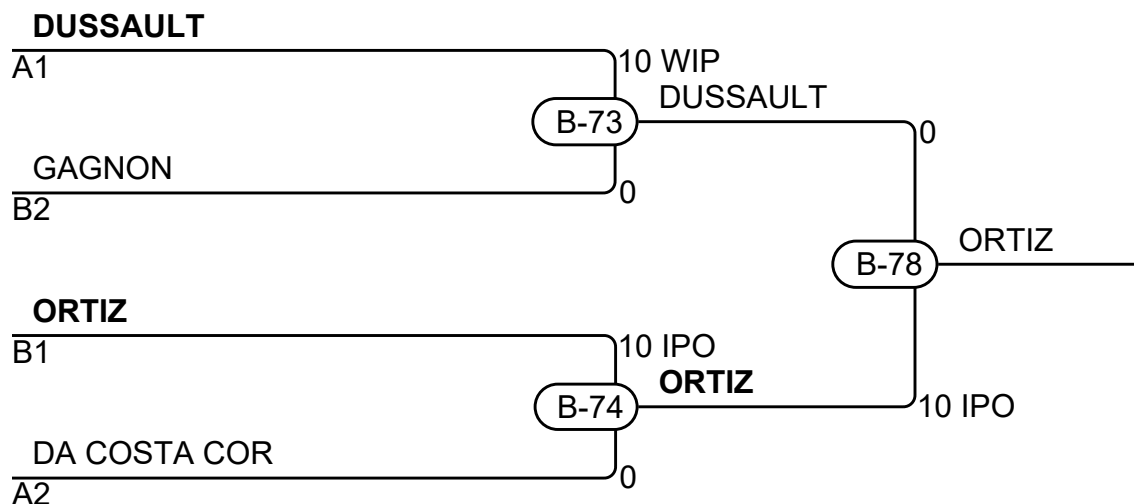 DUSSAULT
A1
10 WIP
DUSSAULT
B-73
0
GAGNON
B2
0
ORTIZ
B-78
ORTIZ
B1
10 IPO
ORTIZ
B-74
10 IPO
DA COSTA COR
A2
0